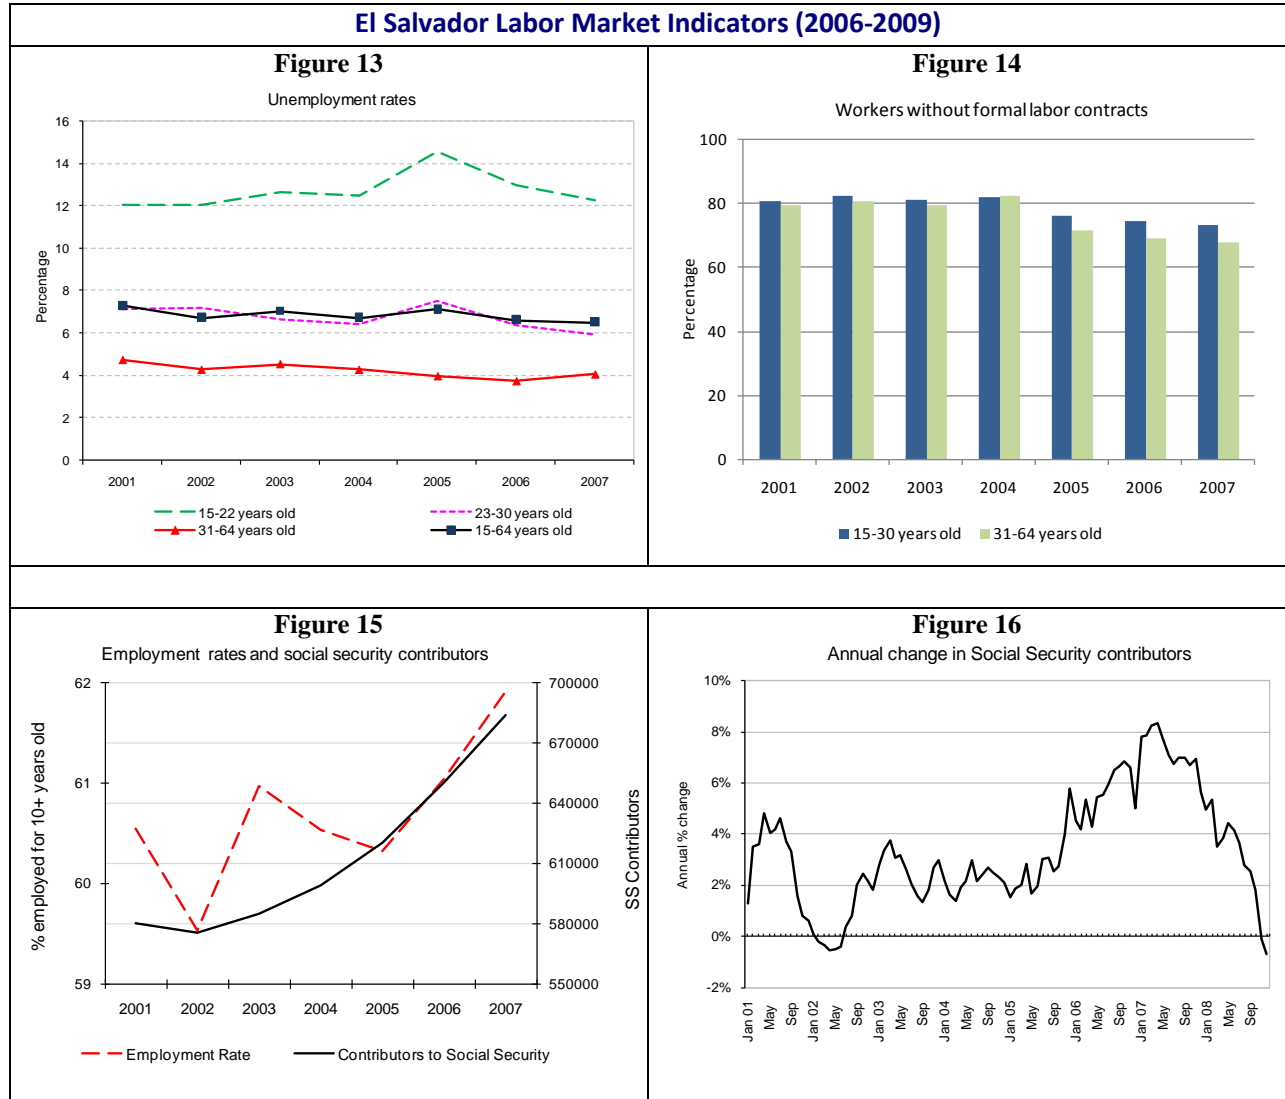 El Salvador Labor Market Indicators (2006-2009)
Figure 13
Unemployment rates
Percentage
16
14
12
10
8
6
4
2
0
2001 2002 2003 2004 2005 2006 2007
15-22 years old 23-30 years old
31-64 years old 15-64 years old
Figure 14
Workers without formal labor contracts
Percentage
100
80
60
40
20
0
2001 2002 2003 2004 2005 2006 2007
15-30 years old 31-64 years old
Figure 15
Employment rates and social security contributors
% employed for 10+ years old
62
61
60
59
700000
670000
640000
610000
580000
550000
SS Contributors
2001 2002 2003 2004 2005 2006 2007
Employment Rate Contributors to Social Security
Figure 16
Annual change in Social Security contributors
Annual % change
10%
8%
6%
4%
2%
0%
-2%
Jan 01 May Sep Jan 02 May Sep Jan 03 May Sep Jan 04 May Sep Jan 05 May Sep Jan 06 May Sep Jan 07 May Sep Jan 08 May Sep